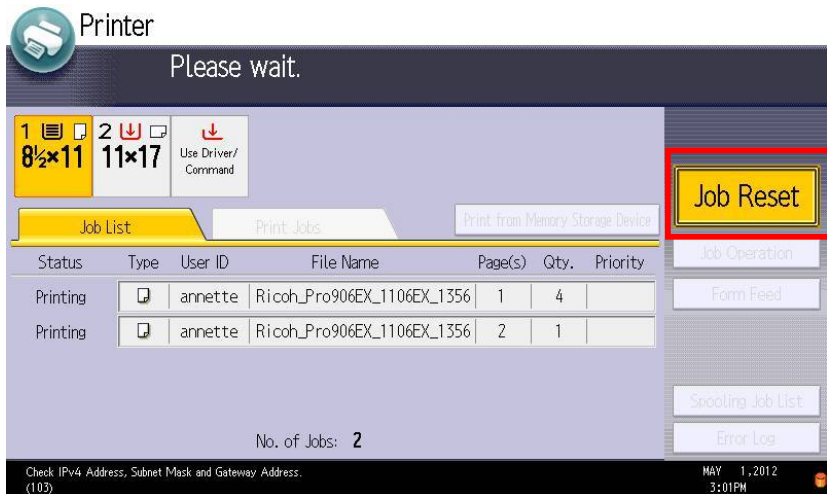 Printer
Please wait.
1 2
8½×11 11×17 Use Driver/
Command
Job Reset
Job List Print Jobs Print from Memory Storage Device
Job Operation
Status Type User ID File Name Page(s) Qty. Priority
Printing annette Ricoh_Pro906EX_1106EX_1356 1 4
Form Feed
Printing annette Ricoh_Pro906EX_1106EX_1356 2 1
Spooling Job List
No. of Jobs: 2
Error Log
Check IPv4 Address, Subnet Mask and Gateway Address.
(103)
MAY 1,2012
3:01PM